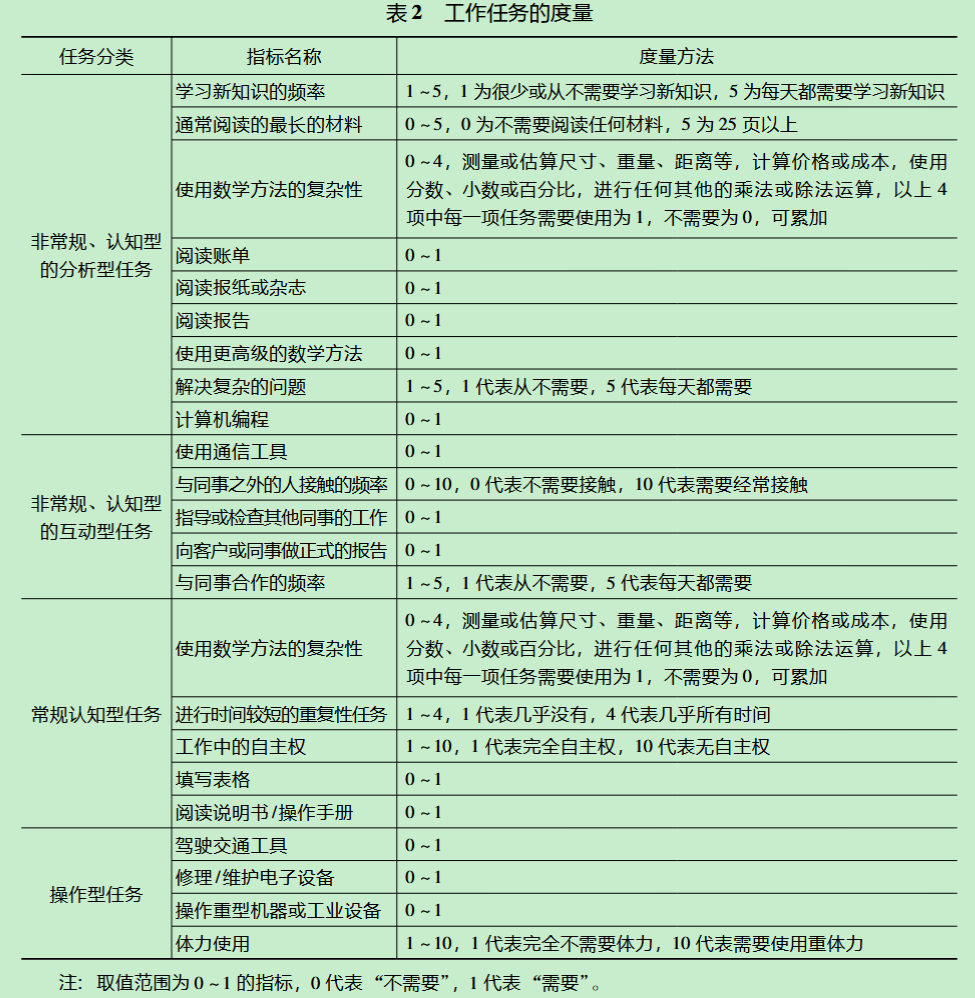 表 2 工作任务的度量
任务分类 指标名称 度量方法
非常规、认知型
的分析型任务
学习新知识的频率 1 ~ 5，1 为很少或从不需要学习新知识，5 为每天都需要学习新知识
通常阅读的最长的材料 0 ~ 5，0 为不需要阅读任何材料，5 为 25 页以上
使用数学方法的复杂性
0 ~ 4，测量或估算尺寸、重量、距离等，计算价格或成本，使用
分数、小数或百分比，进行任何其他的乘法或除法运算，以上 4
项中每一项任务需要使用为 1，不需要为 0，可累加
阅读账单 0 ~ 1
阅读报纸或杂志 0 ~ 1
阅读报告 0 ~ 1
使用更高级的数学方法 0 ~ 1
解决复杂的问题 1 ~ 5，1 代表从不需要，5 代表每天都需要
计算机编程 0 ~ 1
非常规、认知型
的互动型任务
使用通信工具 0 ~ 1
与同事之外的人接触的频率 0 ~ 10，0 代表不需要接触，10 代表需要经常接触
指导或检查其他同事的工作 0 ~ 1
向客户或同事做正式的报告 0 ~ 1
与同事合作的频率 1 ~ 5，1 代表从不需要，5 代表每天都需要
常规认知型任务
使用数学方法的复杂性
0 ~ 4，测量或估算尺寸、重量、距离等，计算价格或成本，使用
分数、小数或百分比，进行任何其他的乘法或除法运算，以上 4
项中每一项任务需要使用为 1，不需要为 0，可累加
进行时间较短的重复性任务 1 ~ 4，1 代表几乎没有，4 代表几乎所有时间
工作中的自主权 1 ~ 10，1 代表完全自主权，10 代表无自主权
填写表格 0 ~ 1
阅读说明书/操作手册 0 ~ 1
操作型任务
驾驶交通工具 0 ~ 1
修理/维护电子设备 0 ~ 1
操作重型机器或工业设备 0 ~ 1
体力使用 1 ~ 10，1 代表完全不需要体力，10 代表需要使用重体力
注：取值范围为 0 ~ 1 的指标，0 代表“不需要”，1 代表“需要”。